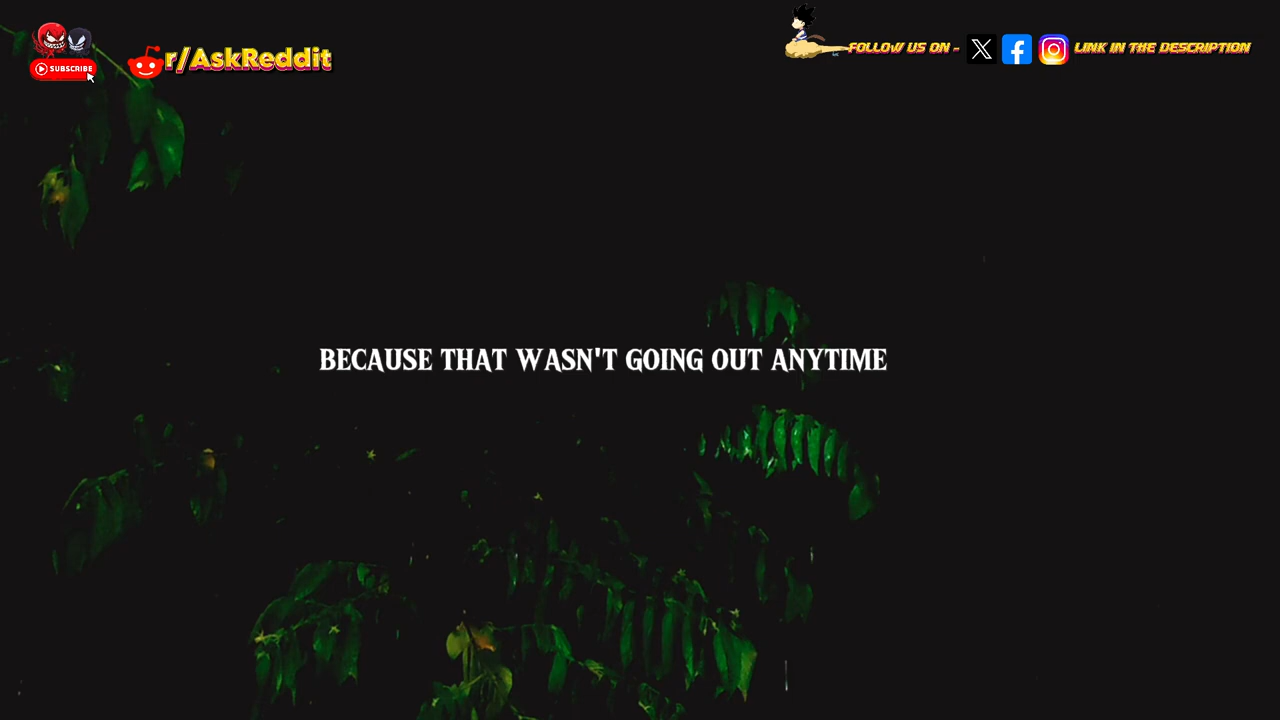 SUBSCRIBE
r/AskReddit
FOLLOW US ON -
LINK IN THE DESCRIPTION
BECAUSE THAT WASN'T GOING OUT ANYTIME